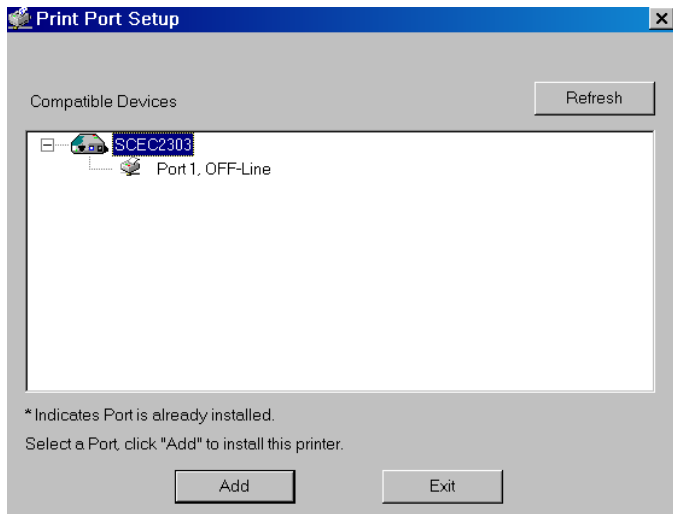 Print Port Setup
Compatible Devices
Refresh
SCEC2303
Port 1, OFF-Line
* Indicates Port is already installed.
Select a Port, click "Add" to install this printer.
Add
Exit